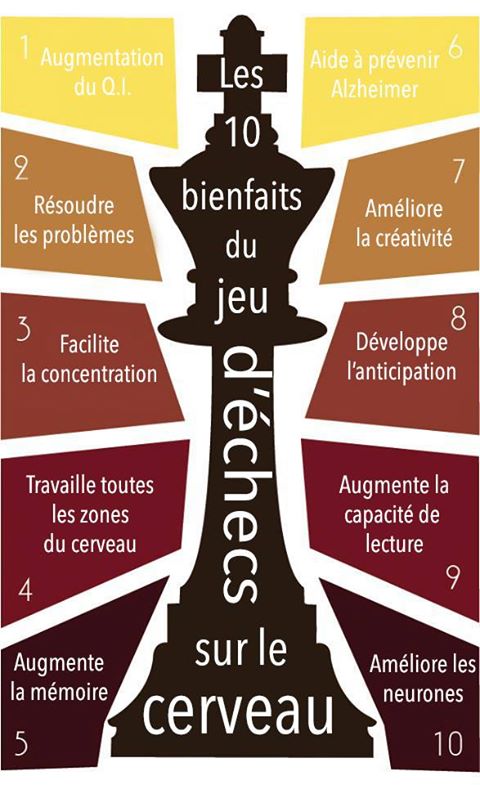 Les
10
bienfaits
du
jeu
d'échecs
sur le
cerveau
1
Augmentation
du Q.I.
2
Résoudre
les problèmes
3
Facilite
la concentration
Travaille toutes
les zones
du cerveau
4
Augmente
la mémoire
5
6
Aide à prévenir
Alzheimer
7
Améliore
la créativité
8
Développe
l'anticipation
Augmente la
capacité de
lecture
9
Améliore les
neurones
10